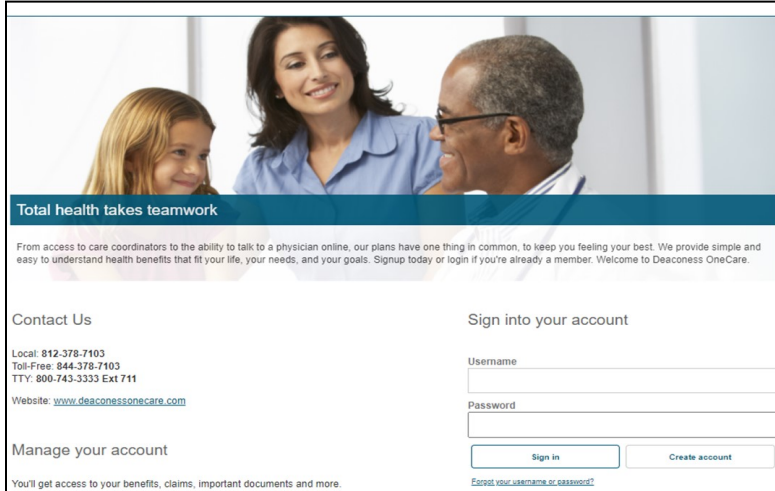 Total health takes teamwork
From access to care coordinators to the ability to talk to a physician online, our plans have one thing in common, to keep you feeling your best. We provide simple and
easy to understand health benefits that fit your life, your needs, and your goals. Signup today or login if you're already a member. Welcome to Deaconess OneCare.
Contact Us
Local: 812-378-7103
Toll-Free: 844-378-7103
TTY: 800-743-3333 Ext 711
Website: www.deaconessonecare.com
Manage your account
You'll get access to your benefits, claims, important documents and more.
Sign into your account
Username
Password
Sign in
Create account
Forgot your username or password?